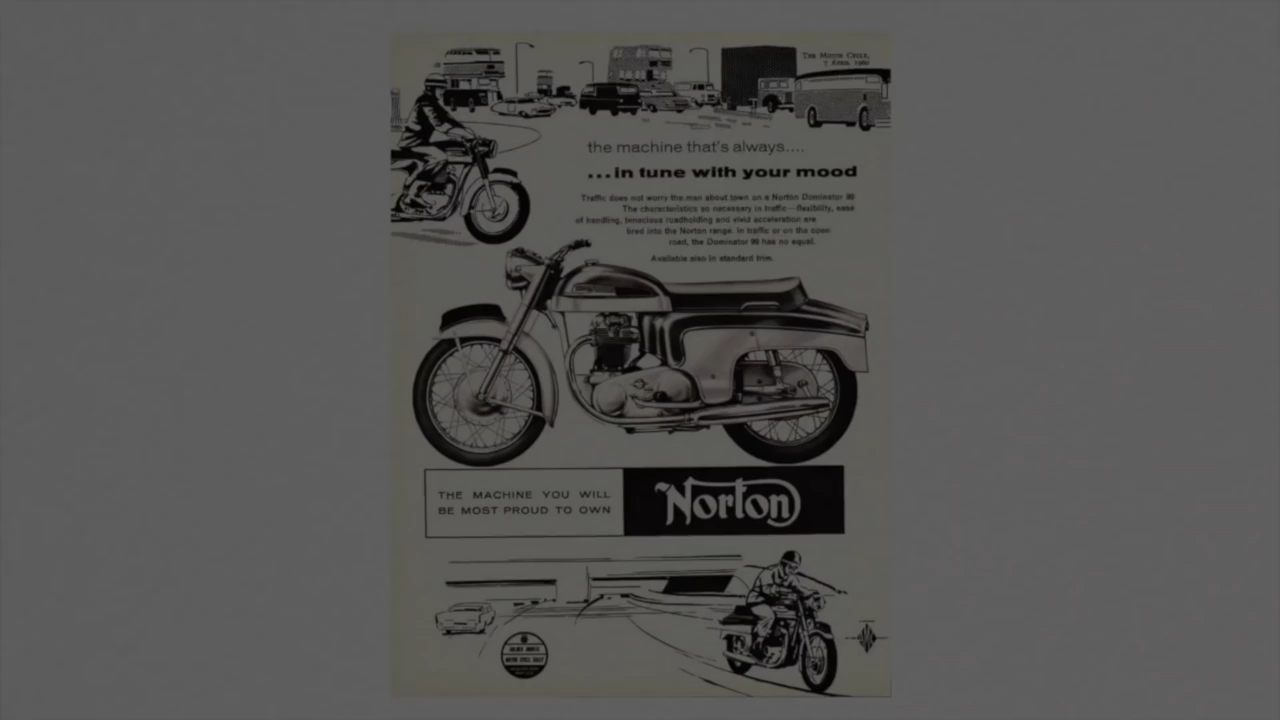 The Motor Cycle,
7 April 1960
the machine that's always....
...in tune with your mood
Traffic does not worry the man about town on a Norton Dominator 99
The characteristics so necessary in traffic—flexibility, ease
of handling, tenacious roadholding and vivid acceleration are
bred into the Norton range. In traffic or on the open
road, the Dominator 99 has no equal.
Available also in standard trim.
THE MACHINE YOU WILL
BE MOST PROUD TO OWN
Norton
MOTOR CYCLE